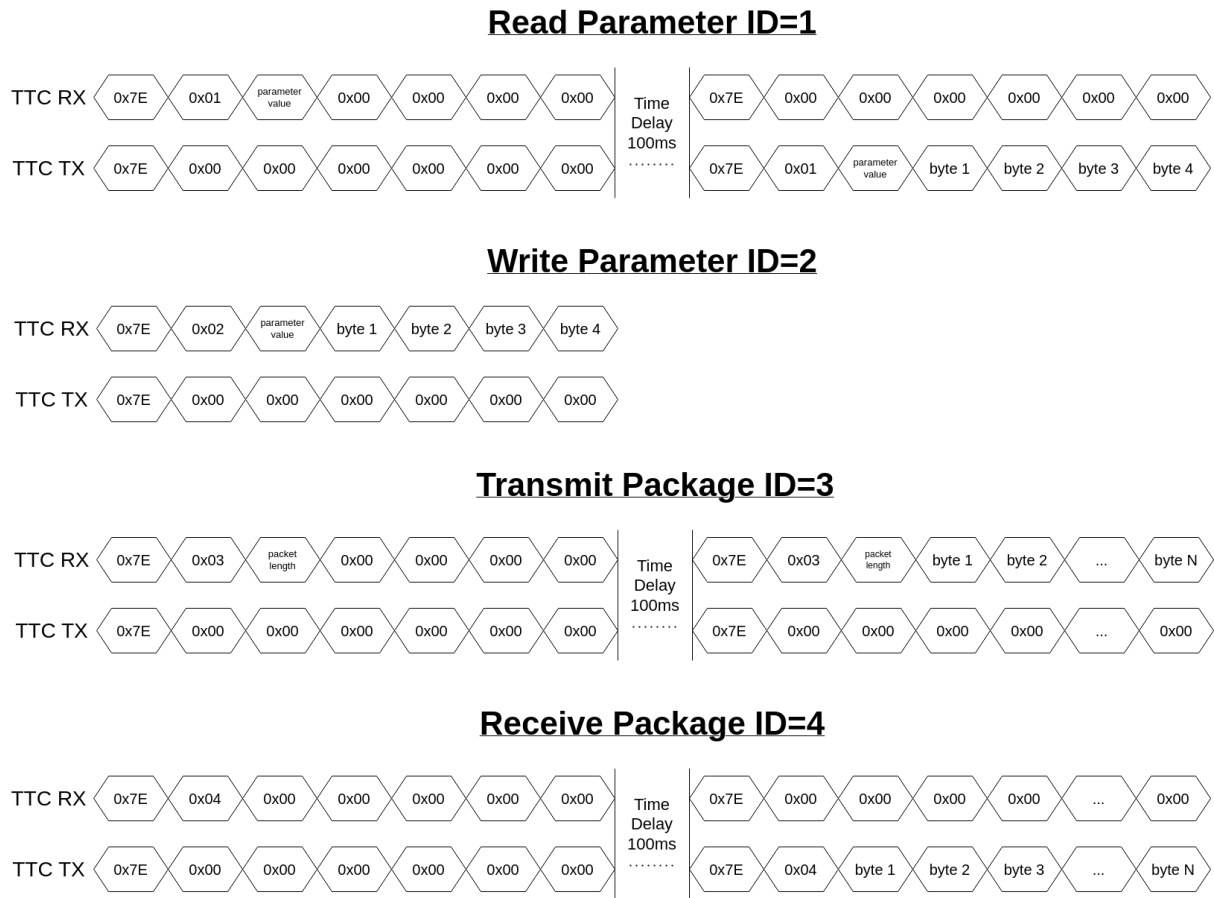 Read Parameter ID=1
TTC RX 0x7E 0x01 parameter value 0x00 0x00 0x00 0x00 Time Delay 100ms ........ 0x7E 0x00 0x00 0x00 0x00 0x00 0x00
TTC TX 0x7E 0x00 0x00 0x00 0x00 0x00 0x00 0x7E 0x01 parameter value byte 1 byte 2 byte 3 byte 4
Write Parameter ID=2
TTC RX 0x7E 0x02 parameter value byte 1 byte 2 byte 3 byte 4
TTC TX 0x7E 0x00 0x00 0x00 0x00 0x00 0x00
Transmit Package ID=3
TTC RX 0x7E 0x03 packet length 0x00 0x00 0x00 0x00 Time Delay 100ms ........ 0x7E 0x03 packet length byte 1 byte 2 ... byte N
TTC TX 0x7E 0x00 0x00 0x00 0x00 0x00 0x00 0x7E 0x00 0x00 0x00 0x00 ... 0x00
Receive Package ID=4
TTC RX 0x7E 0x04 0x00 0x00 0x00 0x00 0x00 Time Delay 100ms ........ 0x7E 0x00 0x00 0x00 0x00 ... 0x00
TTC TX 0x7E 0x00 0x00 0x00 0x00 0x00 0x00 0x7E 0x04 byte 1 byte 2 byte 3 ... byte N